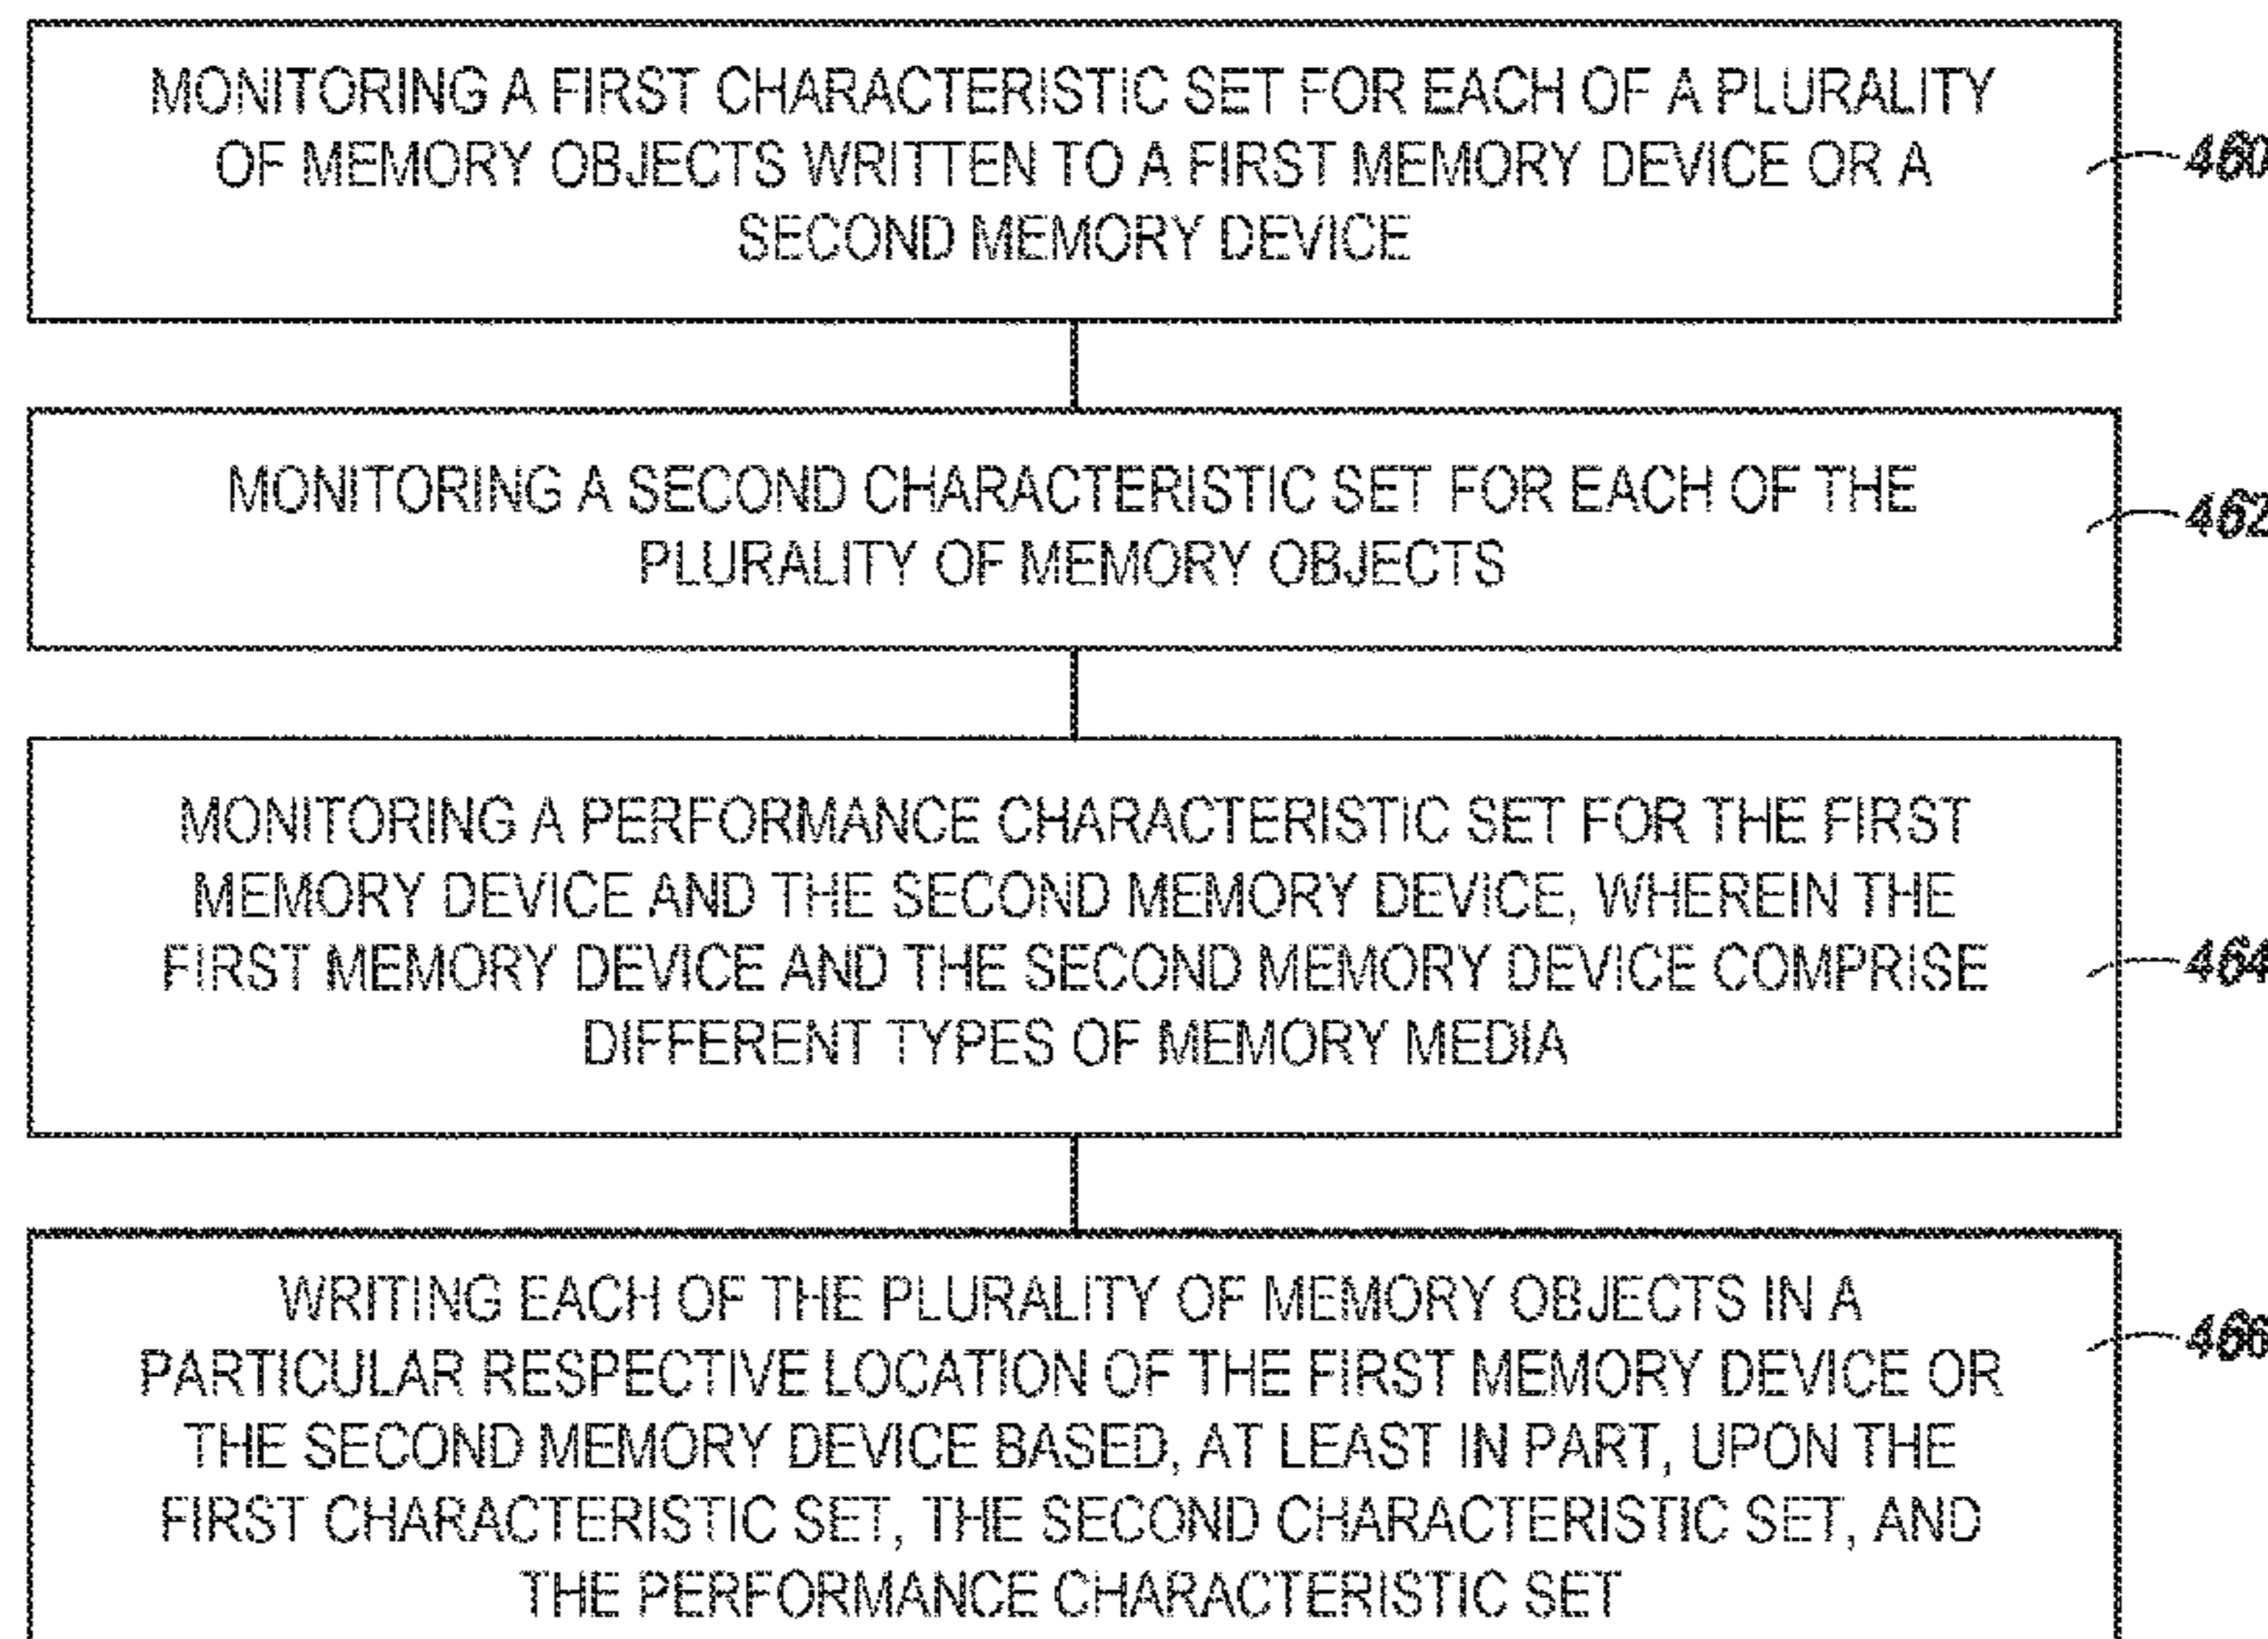 MONITORING A FIRST CHARACTERISTIC SET FOR EACH OF A PLURALITY
OF MEMORY OBJECTS WRITTEN TO A FIRST MEMORY DEVICE OR A
SECOND MEMORY DEVICE
460
MONITORING A SECOND CHARACTERISTIC SET FOR EACH OF THE
PLURALITY OF MEMORY OBJECTS
462
MONITORING A PERFORMANCE CHARACTERISTIC SET FOR THE FIRST
MEMORY DEVICE AND THE SECOND MEMORY DEVICE, WHEREIN THE
FIRST MEMORY DEVICE AND THE SECOND MEMORY DEVICE COMPRISE
DIFFERENT TYPES OF MEMORY MEDIA
464
WRITING EACH OF THE PLURALITY OF MEMORY OBJECTS IN A
PARTICULAR RESPECTIVE LOCATION OF THE FIRST MEMORY DEVICE OR
THE SECOND MEMORY DEVICE BASED, AT LEAST IN PART, UPON THE
FIRST CHARACTERISTIC SET, THE SECOND CHARACTERISTIC SET, AND
THE PERFORMANCE CHARACTERISTIC SET
466